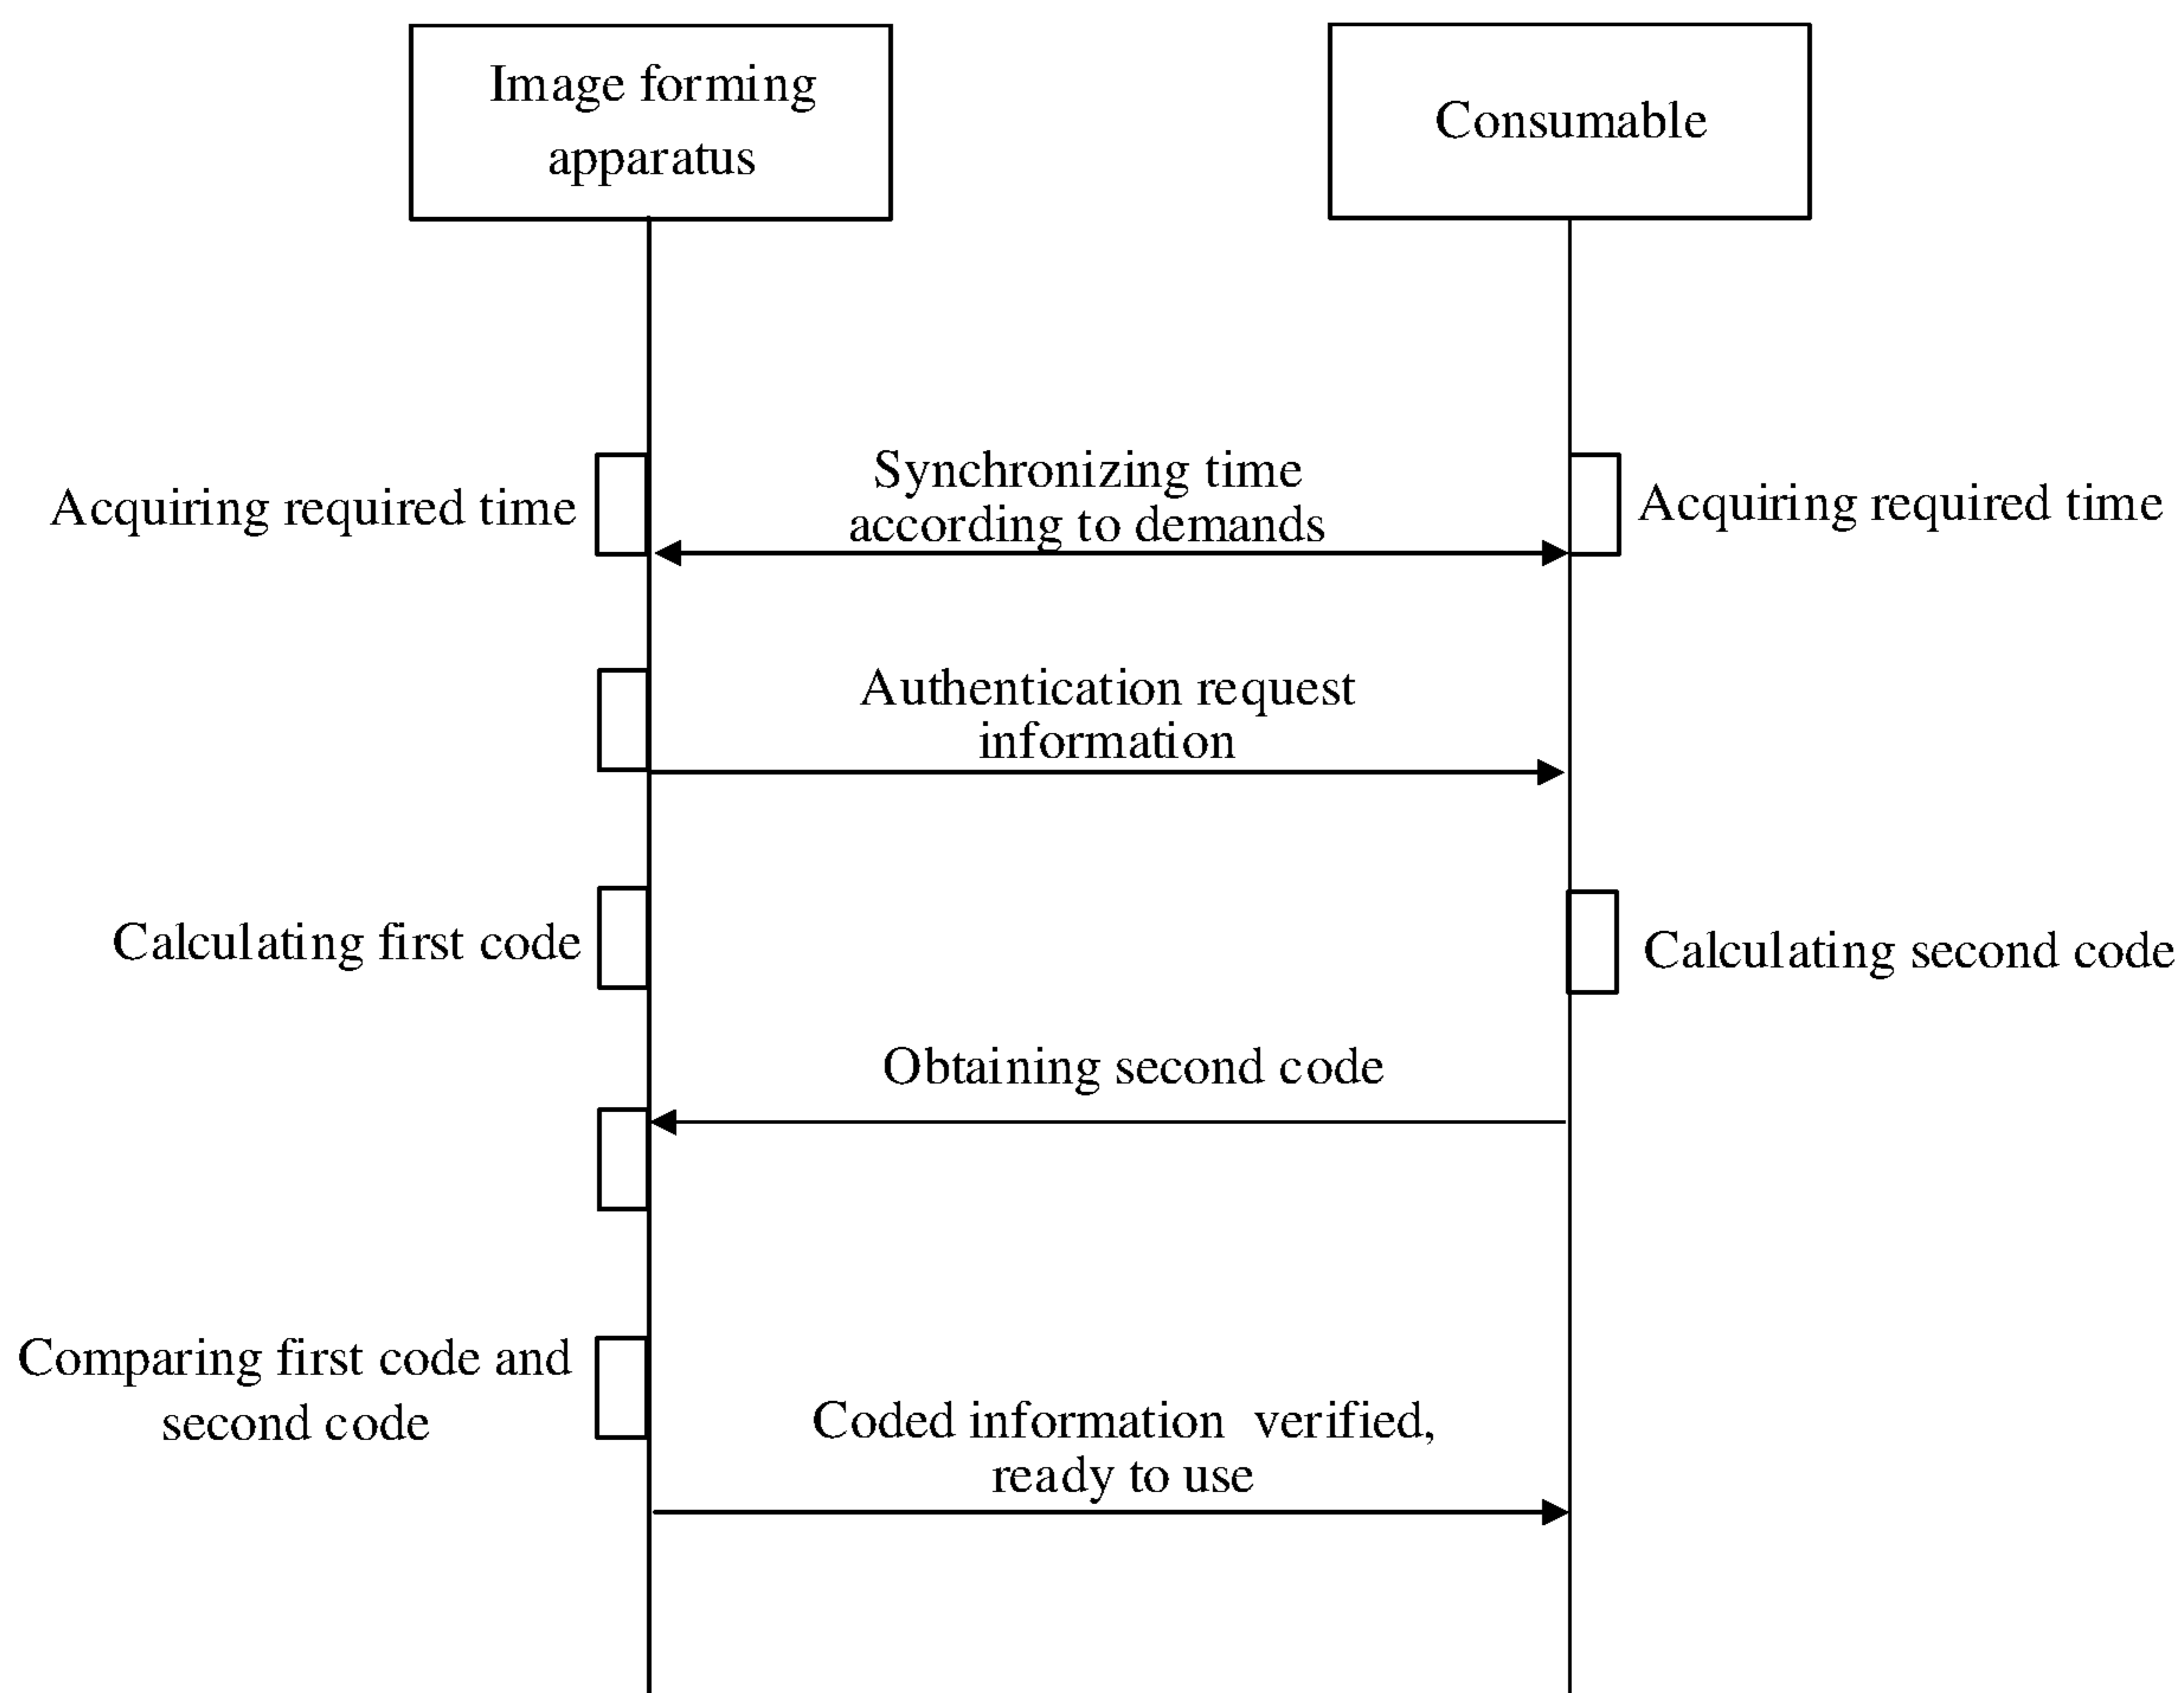 Image forming
apparatus
Consumable
Synchronizing time
according to demands
Acquiring required time
Acquiring required time
Authentication request
information
Calculating first code
Calculating second code
Obtaining second code
Comparing first code and
second code
Coded information  verified,
ready to use